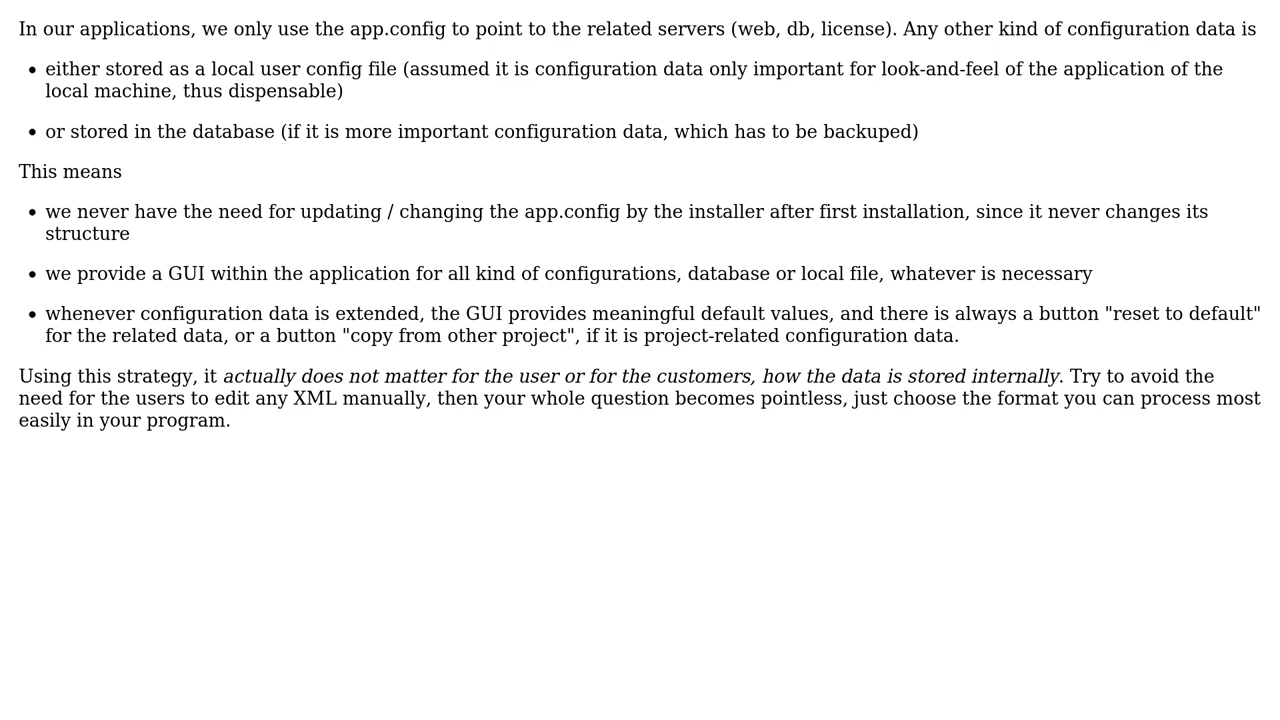 In our applications, we only use the app.config to point to the related servers (web, db, license). Any other kind of configuration data is
• either stored as a local user config file (assumed it is configuration data only important for look-and-feel of the application of the
local machine, thus dispensable)
• or stored in the database (if it is more important configuration data, which has to be backuped)
This means
• we never have the need for updating / changing the app.config by the installer after first installation, since it never changes its
structure
• we provide a GUI within the application for all kind of configurations, database or local file, whatever is necessary
• whenever configuration data is extended, the GUI provides meaningful default values, and there is always a button "reset to default"
for the related data, or a button "copy from other project", if it is project-related configuration data.
Using this strategy, it actually does not matter for the user or for the customers, how the data is stored internally. Try to avoid the
need for the users to edit any XML manually, then your whole question becomes pointless, just choose the format you can process most
easily in your program.